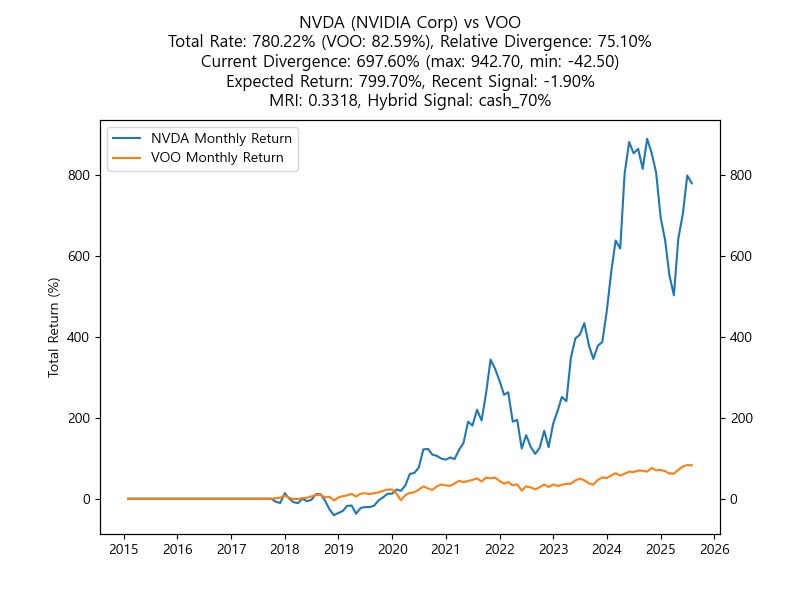 NVDA (NVIDIA Corp) vs VOO
Total Rate: 780.22% (VOO: 82.59%), Relative Divergence: 75.10%
Current Divergence: 697.60% (max: 942.70, min: -42.50)
Expected Return: 799.70%, Recent Signal: -1.90%
MRI: 0.3318, Hybrid Signal: cash_70%
NVDA Monthly Return
VOO Monthly Return
Total Return (%)
800
600
400
200
0
800
600
400
200
0
2015 2016 2017 2018 2019 2020 2021 2022 2023 2024 2025 2026